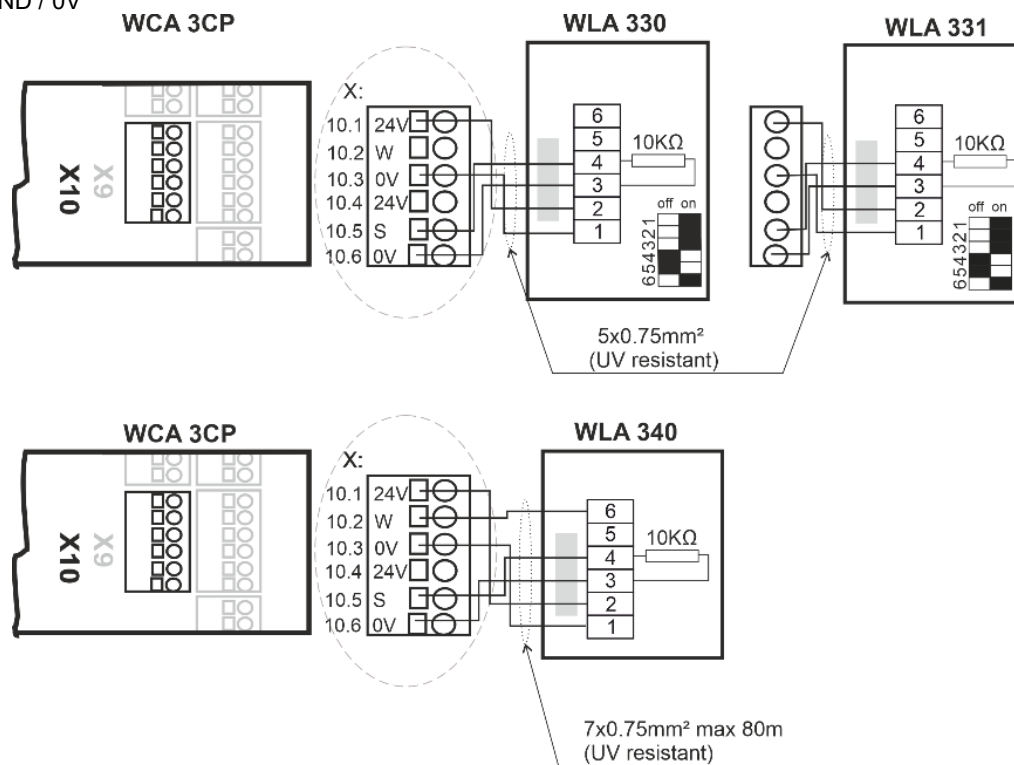 ND / 0V
WCA 3CP
WLA 330
WLA 331
X:
10.1 24V
10.2 W
10.3 0V
10.4 24V
10.5 S
10.6 0V
X10
X9
6
5
4
3
2
1
10KΩ
off on
654321
6
5
4
3
2
1
10KΩ
off on
654321
5x0.75mm²
(UV resistant)
WCA 3CP
WLA 340
X:
10.1 24V
10.2 W
10.3 0V
10.4 24V
10.5 S
10.6 0V
X10
X9
6
5
4
3
2
1
10KΩ
7x0.75mm² max 80m
(UV resistant)